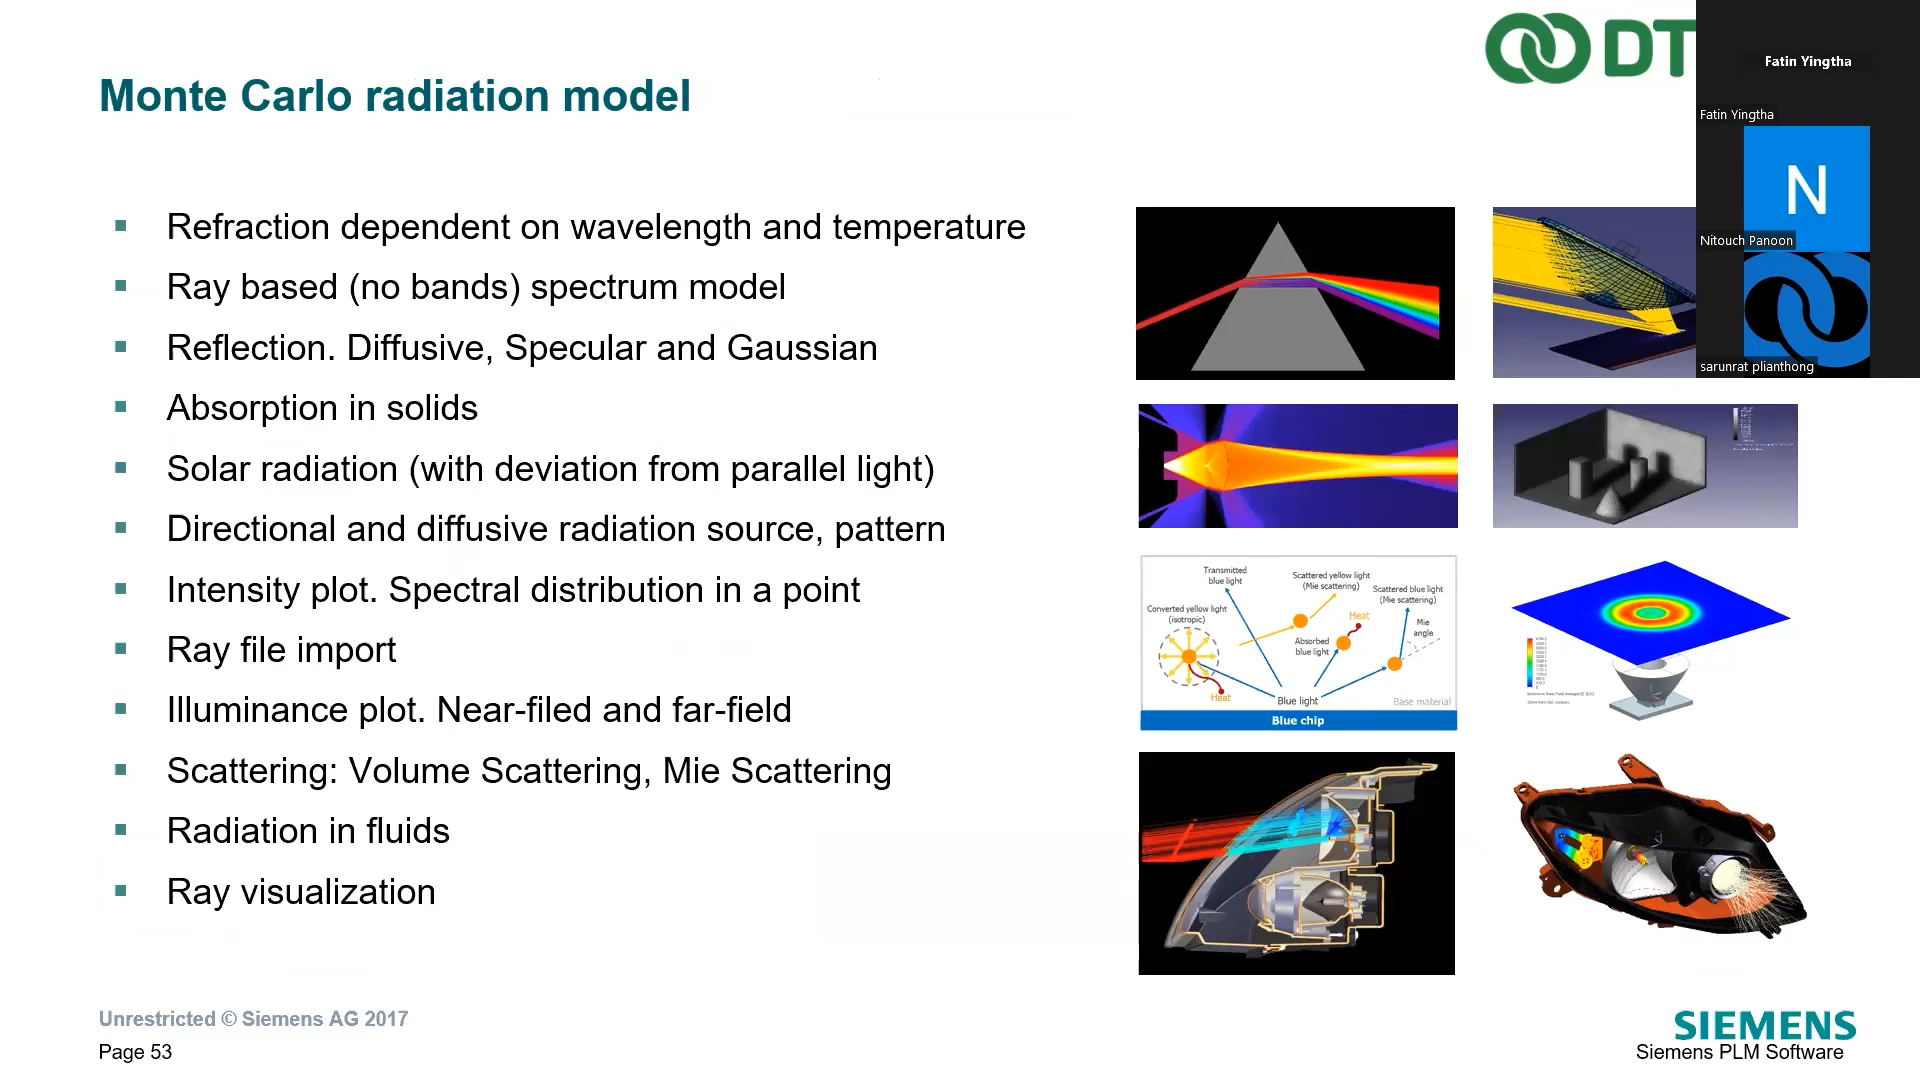 DT
Fatin Yingtha
Fatin Yingtha
N
Nitouch Panoon
sarunrat plianthong
Monte Carlo radiation model
Refraction dependent on wavelength and temperature
Ray based (no bands) spectrum model
Reflection. Diffusive, Specular and Gaussian
Absorption in solids
Solar radiation (with deviation from parallel light)
Directional and diffusive radiation source, pattern
Intensity plot. Spectral distribution in a point
Ray file import
Illuminance plot. Near-filed and far-field
Scattering: Volume Scattering, Mie Scattering
Radiation in fluids
Ray visualization
Transmitted
blue light
Scattered yellow light
(Mie scattering)
Scattered blue light
(Mie scattering)
Converted yellow light
(isotropic)
Heat
Mie
angle
Absorbed
blue light
Heat
Blue light
Base material
Blue chip
Unrestricted © Siemens AG 2017
Page 53
SIEMENS
Siemens PLM Software